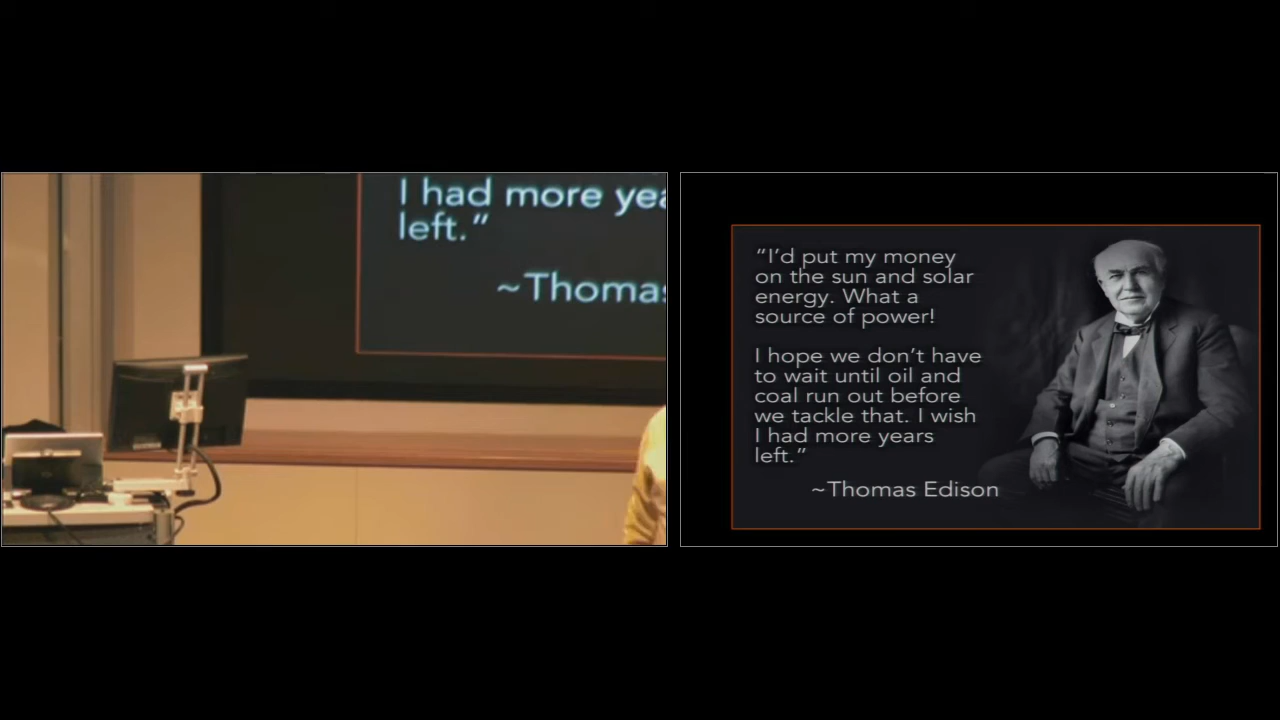 I had more yea
left.”
~Thomas
“I’d put my money
on the sun and solar
energy. What a
source of power!
I hope we don’t have
to wait until oil and
coal run out before
we tackle that. I wish
I had more years
left.”
~Thomas Edison